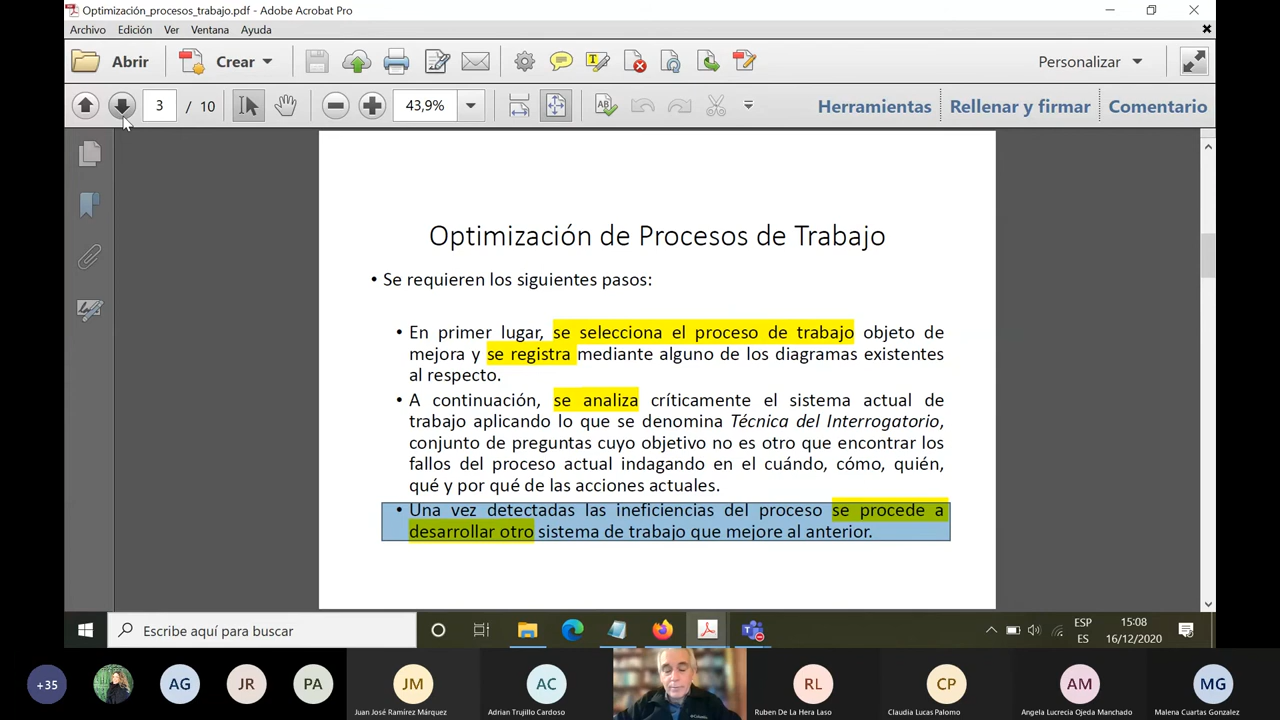 Optimización_procesos_trabajo.pdf - Adobe Acrobat Pro
Archivo Edición Ver Ventana Ayuda
Abrir Crear Personalizar
3 / 10 43,9% Herramientas Rellenar y firmar Comentario
Optimización de Procesos de Trabajo
• Se requieren los siguientes pasos:
• En primer lugar, se selecciona el proceso de trabajo objeto de
mejora y se registra mediante alguno de los diagramas existentes
al respecto.
• A continuación, se analiza críticamente el sistema actual de
trabajo aplicando lo que se denomina Técnica del Interrogatorio,
conjunto de preguntas cuyo objetivo no es otro que encontrar los
fallos del proceso actual indagando en el cuándo, cómo, quién,
qué y por qué de las acciones actuales.
• Una vez detectadas las ineficiencias del proceso se procede a
desarrollar otro sistema de trabajo que mejore al anterior.
Escribe aquí para buscar
ESP
ES
15:08
16/12/2020
+35 AG JR PA JM AC RL CP AM MG
Juan José Ramírez Márquez
Adrian Trujillo Cardoso
Ruben De La Hera Laso
Claudia Lucas Palomo
Angela Lucrecia Ojeda Manchado
Malena Cuartas Gonzalez